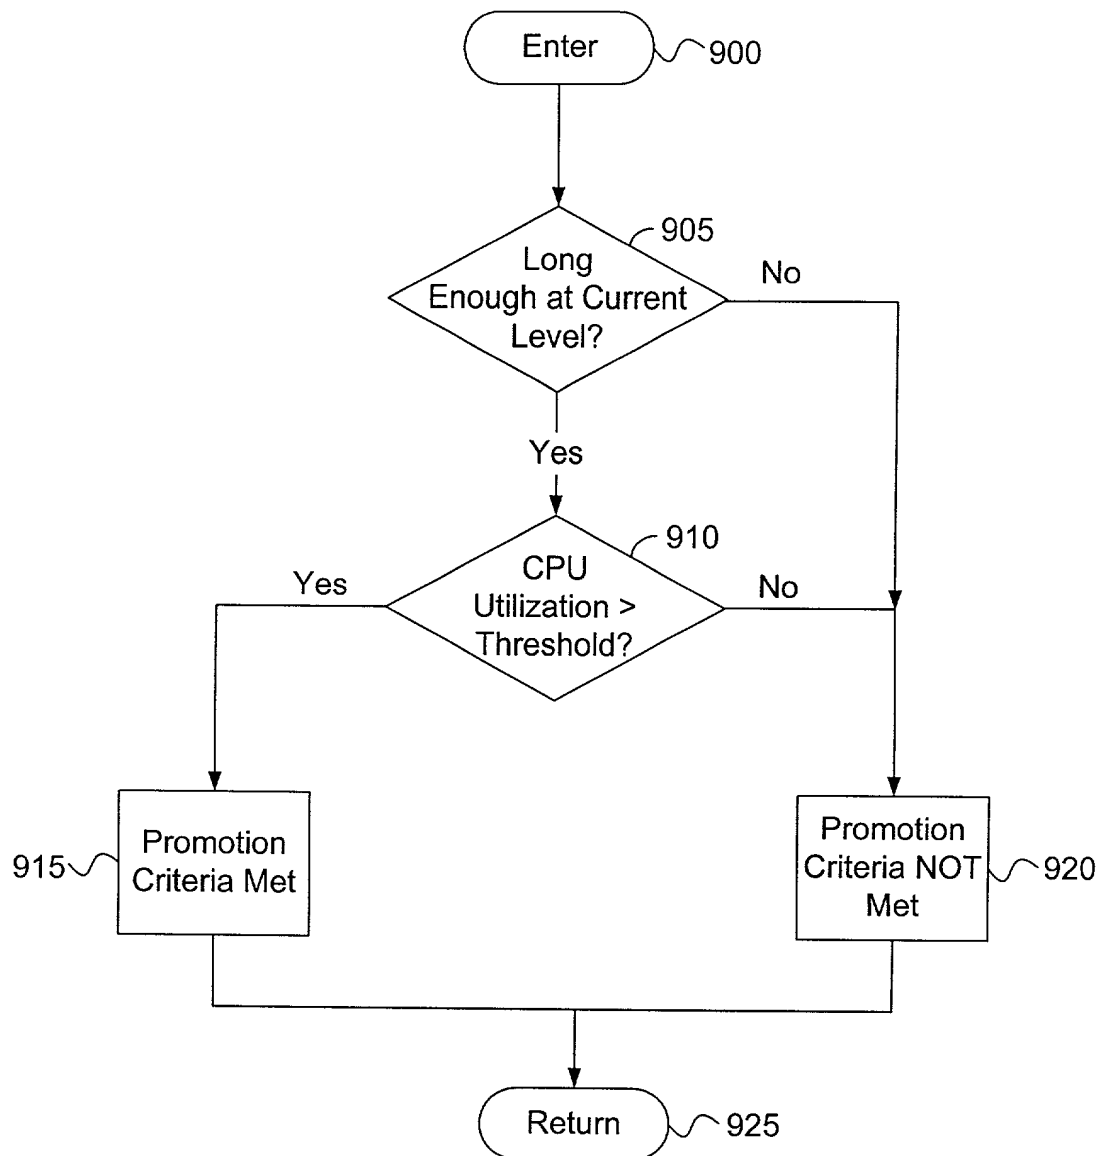 Enter
900
905
Long
Enough at Current
Level?
No
Yes
910
CPU
Utilization >
Threshold?
Yes
No
Promotion
Criteria Met
915
Promotion
Criteria NOT
Met
920
Return
925